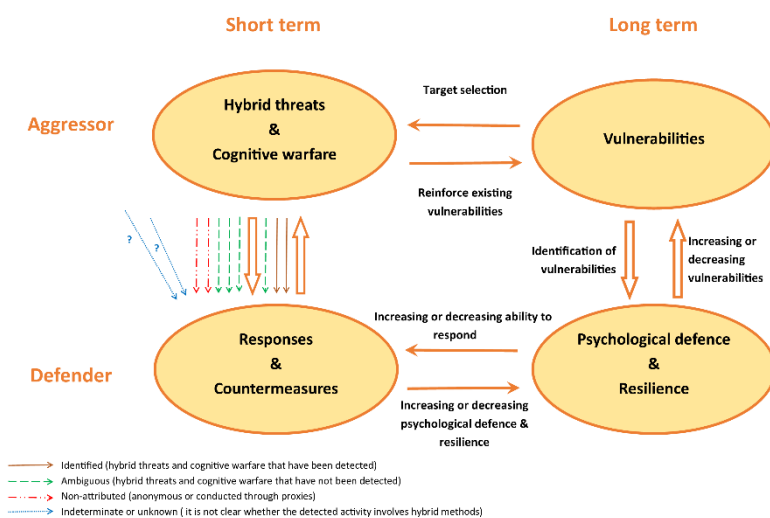 Short term
Long term
Aggressor
Hybrid threats
&
Cognitive warfare
Target selection
Reinforce existing
vulnerabilities
Vulnerabilities
?
?
Identification of
vulnerabilities
Increasing or
decreasing
vulnerabilities
Defender
Responses
&
Countermeasures
Increasing or decreasing ability to
respond
Increasing or decreasing
psychological defence &
resilience
Psychological defence
&
Resilience
Identified (hybrid threats and cognitive warfare that have been detected)
Ambiguous (hybrid threats and cognitive warfare that have not been detected)
Non-attributed (anonymous or conducted through proxies)
Indeterminate or unknown ( it is not clear whether the detected activity involves hybrid methods)